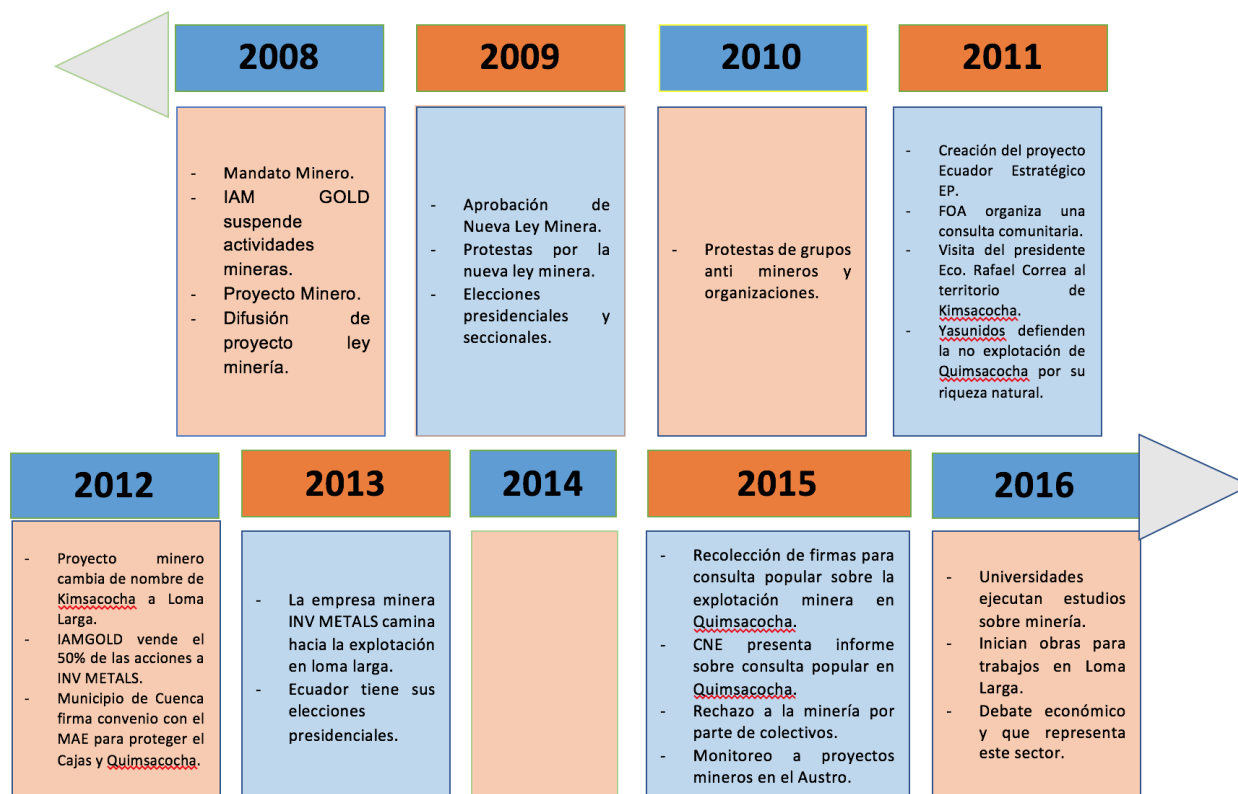 2008
- Mandato Minero.
- IAM GOLD
suspende
actividades
mineras.
- Proyecto Minero.
- Difusión de
proyecto ley
minería.
2009
- Aprobación de
Nueva Ley Minera.
- Protestas por la
nueva ley minera.
- Elecciones
presidenciales y
seccionales.
2010
- Protestas de grupos
anti mineros y
organizaciones.
2011
- Creación del proyecto
Ecuador Estratégico
EP.
- FOA organiza una
consulta comunitaria.
- Visita del presidente
Eco. Rafael Correa al
territorio de
Kimsacocha.
- Yasunidos defienden
la no explotación de
Quimsacocha por su
riqueza natural.
2012
- Proyecto minero
cambia de nombre de
Kimsacocha a Loma
Larga.
- IAMGOLD vende el
50% de las acciones a
INV METALS.
- Municipio de Cuenca
firma convenio con el
MAE para proteger el
Cajas y Quimsacocha.
2013
- La empresa minera
INV METALS camina
hacia la explotación
en loma larga.
- Ecuador tiene sus
elecciones
presidenciales.
2014
2015
- Recolección de firmas para
consulta popular sobre la
explotación minera en
Quimsacocha.
- CNE presenta informe
sobre consulta popular en
Quimsacocha.
- Rechazo a la minería por
parte de colectivos.
- Monitoreo a proyectos
mineros en el Austro.
2016
- Universidades
ejecutan estudios
sobre minería.
- Inician obras para
trabajos en Loma
Larga.
- Debate económico
y que representa
este sector.